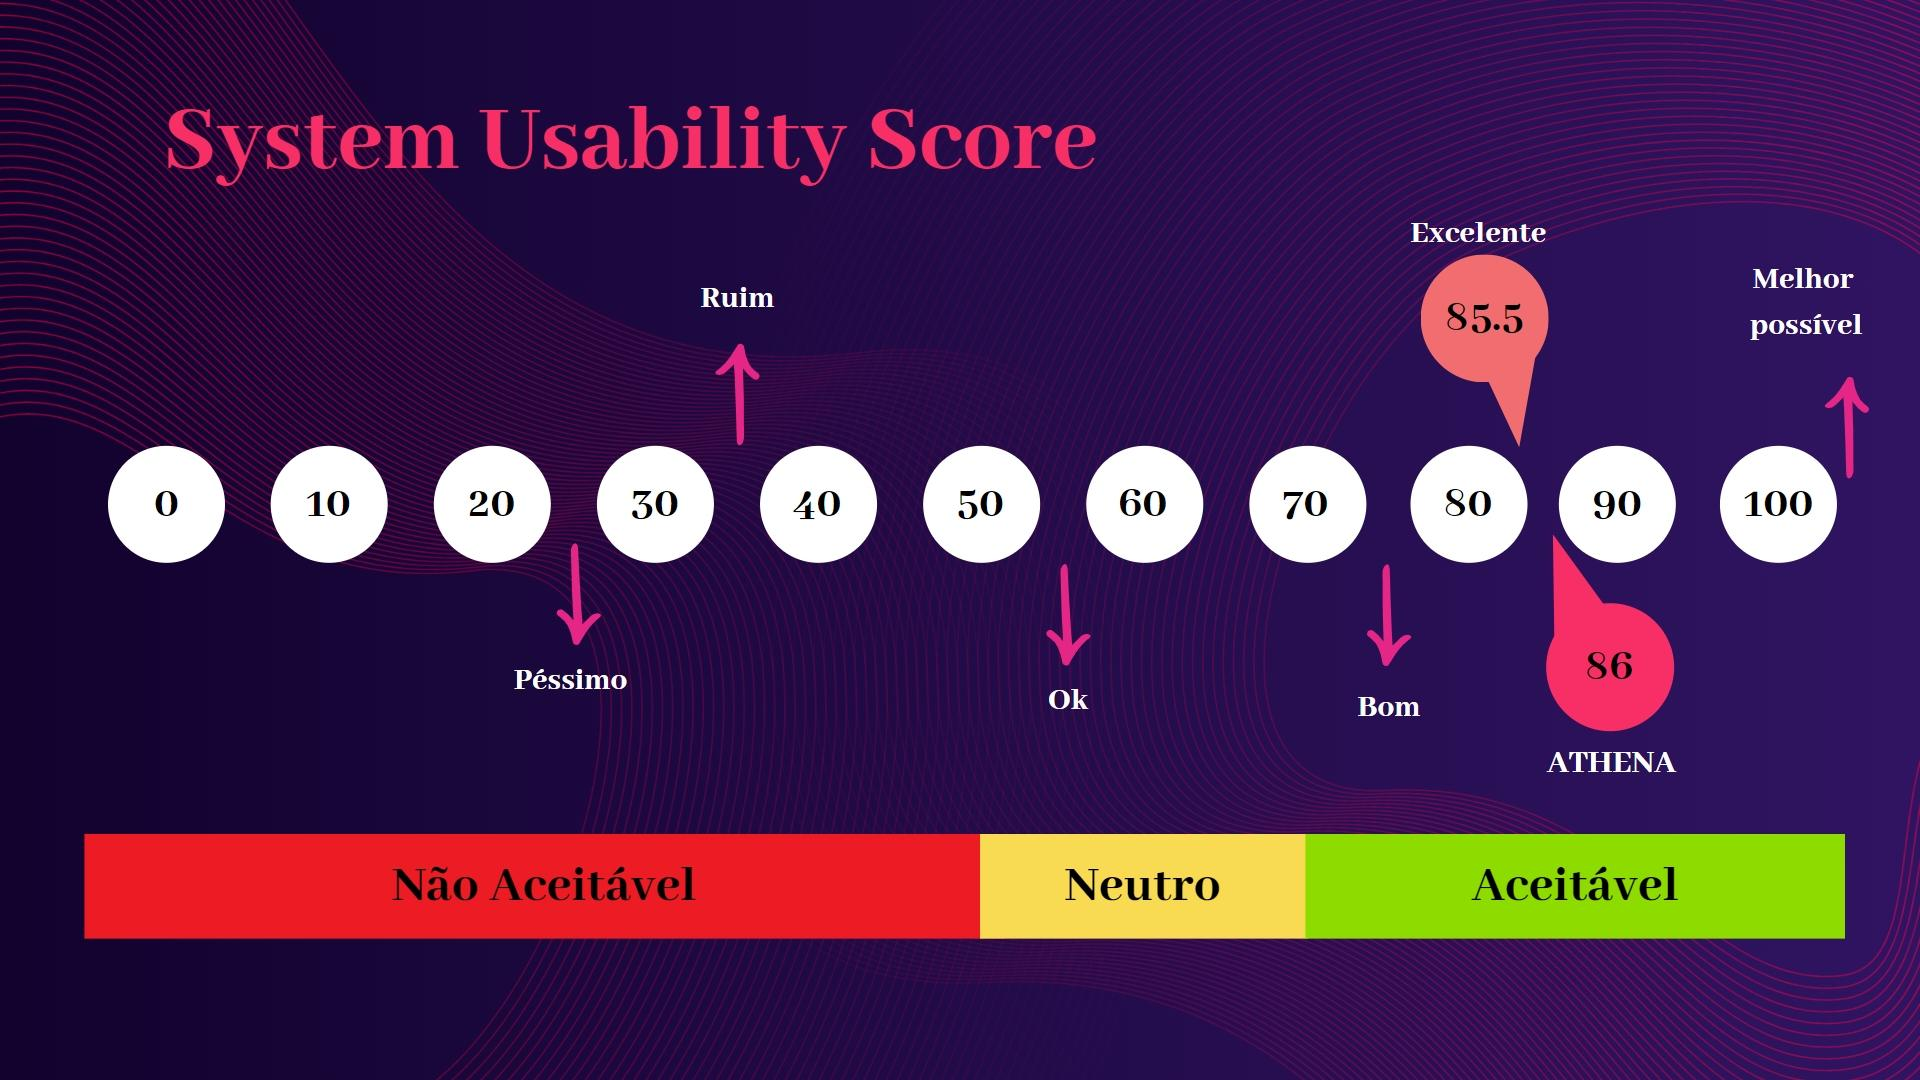 System Usability Score
Excelente
Melhor
possível
Ruim
85.5
0
10
20
30
40
50
60
70
80
90
100
Péssimo
Ok
Bom
86
ATHENA
Não Aceitável
Neutro
Aceitável